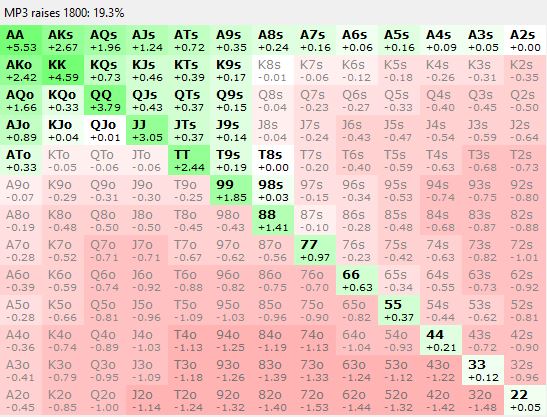 MP3 raises 1800: 19.3%
AA AKs AQs AJs ATs A9s A8s A7s A6s A5s A4s A3s A2s
+5.53 +2.67 +1.96 +1.24 +0.72 +0.35 +0.24 +0.16 +0.06 +0.16 +0.09 +0.05 +0.00
AKo KK KQs KJs KTs K9s K8s K7s K6s K5s K4s K3s K2s
+2.42 +4.59 +0.73 +0.46 +0.39 +0.17 -0.01 -0.06 -0.12 -0.18 -0.26 -0.31 -0.35
AQo KQo QQ QJs QTs Q9s Q8s Q7s Q6s Q5s Q4s Q3s Q2s
+1.66 +0.33 +3.79 +0.43 +0.37 +0.15 -0.04 -0.23 -0.27 -0.33 -0.40 -0.45 -0.50
AJo KJo QJo JJ JTs J9s J8s J7s J6s J5s J4s J3s J2s
+0.89 +0.04 +0.01 +3.05 +0.37 +0.14 -0.04 -0.24 -0.43 -0.47 -0.54 -0.59 -0.64
ATo KTo QTo JTo TT T9s T8s T7s T6s T5s T4s T3s T2s
+0.33 -0.05 -0.06 -0.06 +2.44 +0.19 +0.00 -0.20 -0.40 -0.59 -0.63 -0.68 -0.73
A9o K9o Q9o J9o T9o 99 98s 97s 96s 95s 94s 93s 92s
-0.07 -0.29 -0.31 -0.30 -0.25 +1.85 +0.03 -0.15 -0.34 -0.53 -0.74 -0.75 -0.80
A8o K8o Q8o J8o T8o 98o 88 87s 86s 85s 84s 83s 82s
-0.19 -0.48 -0.50 -0.50 -0.45 -0.43 +1.41 -0.10 -0.28 -0.48 -0.68 -0.87 -0.88
A7o K7o Q7o J7o T7o 97o 87o 77 76s 75s 74s 73s 72s
-0.28 -0.52 -0.71 -0.71 -0.67 -0.62 -0.56 +0.97 -0.23 -0.42 -0.63 -0.82 -1.01
A6o K6o Q6o J6o T6o 96o 86o 76o 66 65s 64s 63s 62s
-0.39 -0.59 -0.74 -0.92 -0.88 -0.82 -0.75 -0.70 +0.63 -0.34 -0.55 -0.73 -0.92
A5o K5o Q5o J5o T5o 95o 85o 75o 65o 55 54s 53s 52s
-0.28 -0.66 -0.81 -0.96 -1.09 -1.03 -0.96 -0.90 -0.82 +0.37 -0.44 -0.62 -0.81
A4o K4o Q4o J4o T4o 94o 84o 74o 64o 54o 44 43s 42s
-0.36 -0.74 -0.89 -1.03 -1.13 -1.25 -1.19 -1.13 -1.04 -0.93 +0.21 -0.72 -0.90
A3o K3o Q3o J3o T3o 93o 83o 73o 63o 53o 43o 33 32s
-0.41 -0.79 -0.95 -1.09 -1.18 -1.26 -1.39 -1.33 -1.24 -1.12 -1.22 +0.12 -0.96
A2o K2o Q2o J2o T2o 92o 82o 72o 62o 52o 42o 32o 22
-0.45 -0.85 -1.00 -1.14 -1.24 -1.32 -1.40 -1.53 -1.44 -1.32 -1.42 -1.48 +0.05